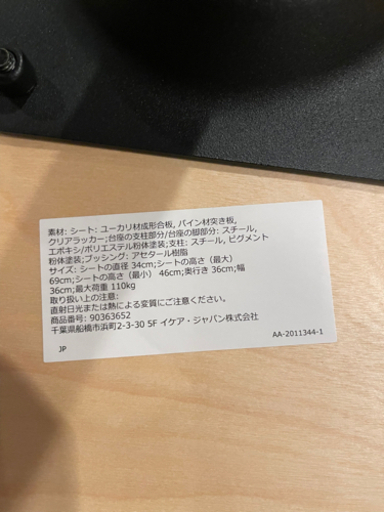 素材: シート: ユーカリ材成形合板, パイン材突き板,
クリアラッカー;台座の支柱部分/台座の脚部分: スチール,
エポキシ/ポリエステル粉体塗装;支柱: スチール, ピグメント
粉体塗装;ブッシング: アセタール樹脂
サイズ: シートの直径 34cm;シートの高さ（最大）
69cm;シートの高さ（最小） 46cm;奥行き 36cm;幅
36cm;最大荷重 110kg
取り扱い上の注意:
直射日光または熱による変質にご注意ください。
商品番号: 90363652
千葉県船橋市浜町2-3-30 5F イケア・ジャパン株式会社
JP AA-2011344-1